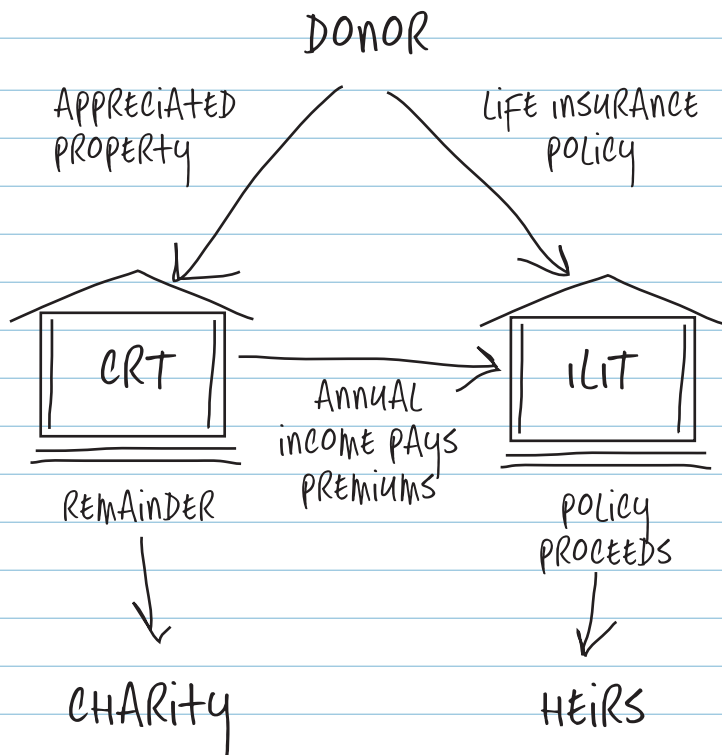 DONOR
APPRECIATED
PROPERTY
LIFE INSURANCE
POLICY
CRT
ILIT
ANNUAL
INCOME PAYS
PREMIUMS
REMAINDER
POLICY
PROCEEDS
CHARITY
HEIRS